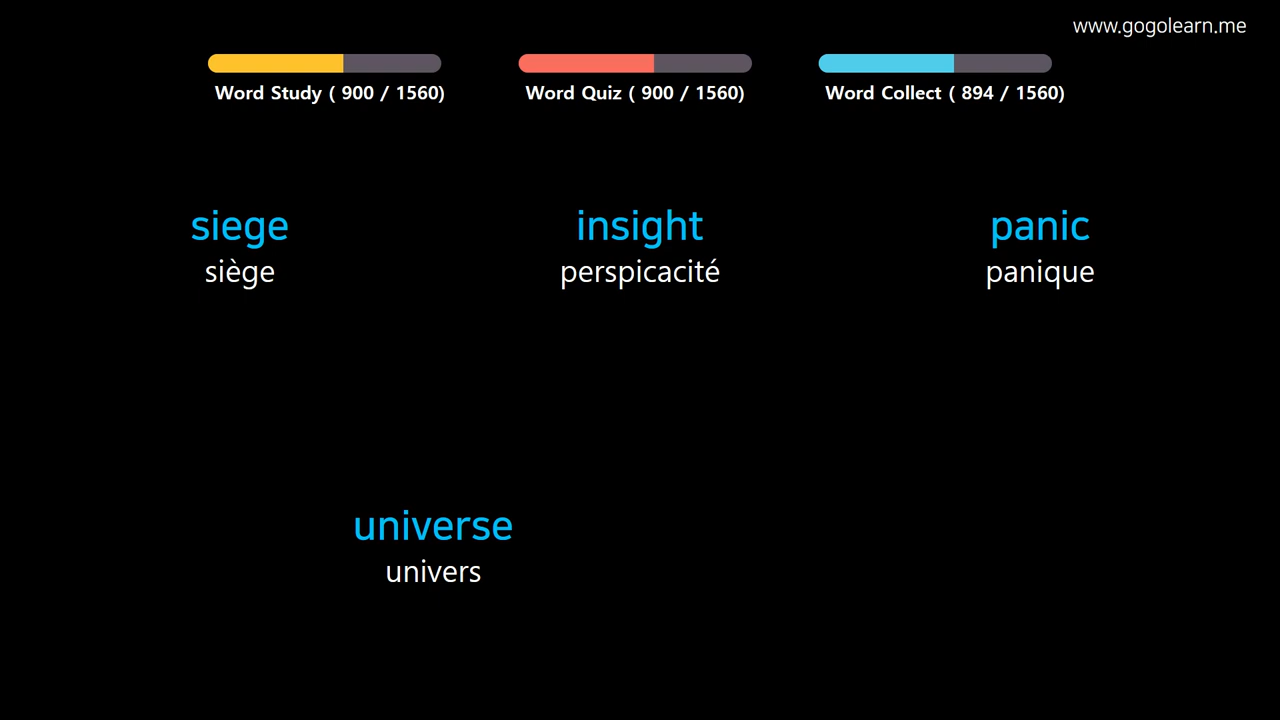 www.gogolearn.me
Word Study ( 900 / 1560)
Word Quiz ( 900 / 1560)
Word Collect ( 894 / 1560)
siege
siège
insight
perspicacité
panic
panique
universe
univers